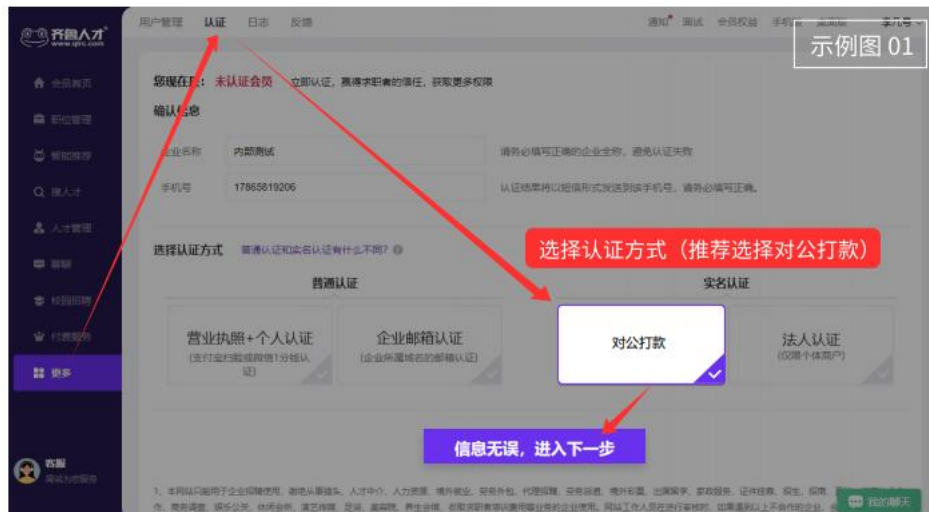 齐鲁人才
www.qlrc.com
用户管理 认证 日志 反馈
通知 面试 会员权益
示例图 01
会员首页
职位管理
智能推荐
搜人才
人才管理
聊聊
校园招聘
付费服务
更多
客服
您现在是: 未认证会员 立即认证,赢得求职者的信任,获取更多权限
确认信息
企业名称 内部测试 请务必填写正确的企业全称,避免认证失败
手机号 17865819206 认证结果将以短信形式发送到该手机号,请务必填写正确。
选择认证方式 普通认证和实名认证有什么不同?
选择认证方式(推荐选择对公打款)
普通认证 实名认证
营业执照+个人认证
(支付宝扫脸或微信1分钱认证)
企业邮箱认证
(企业所属域名的邮箱认证)
对公打款
法人认证
(仅限个体商户)
信息无误,进入下一步
我的聊天